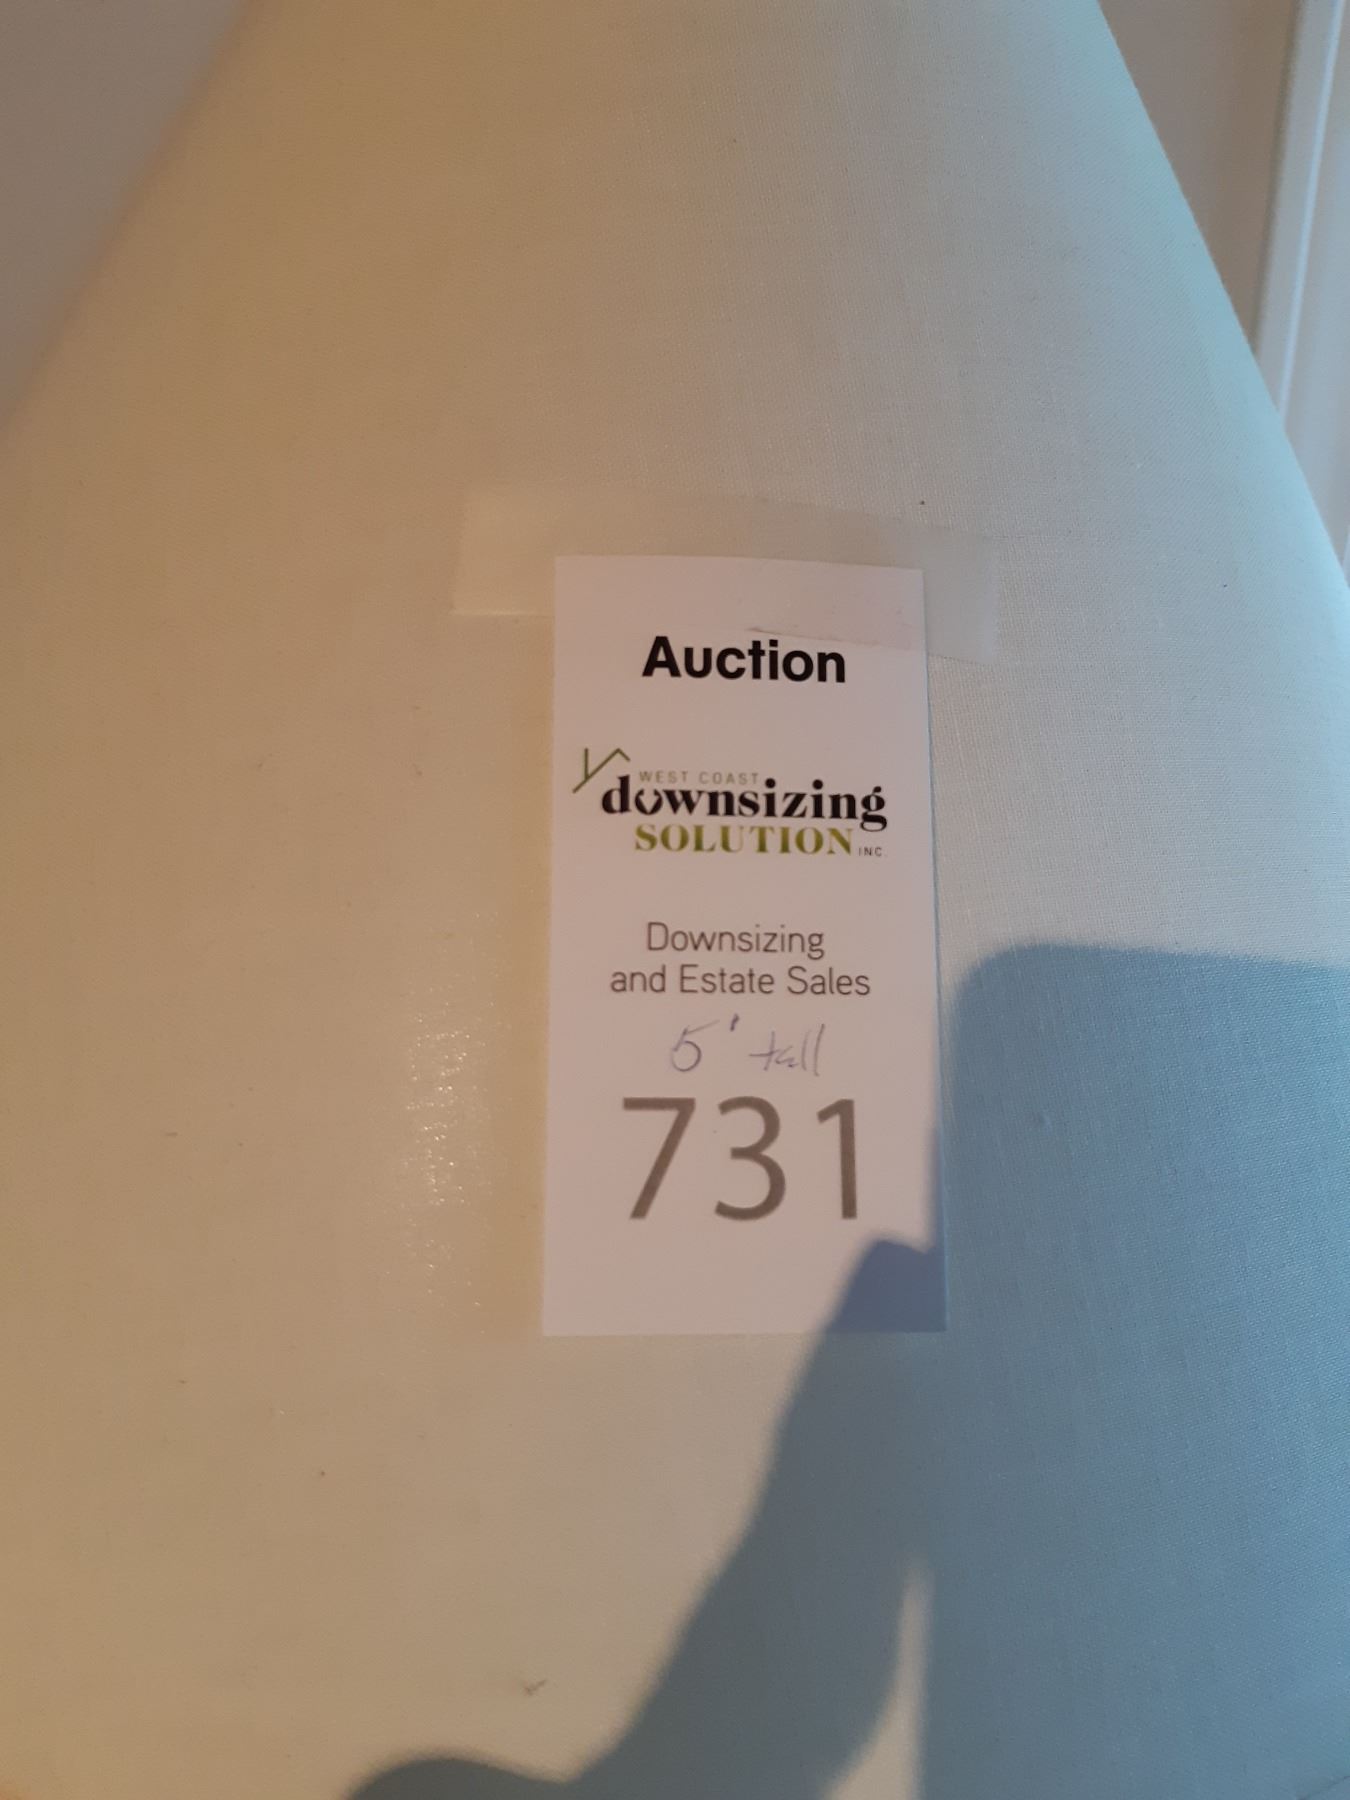 Auction
WEST COAST
downsizing
SOLUTION INC.
Downsizing
and Estate Sales
5' tall
731